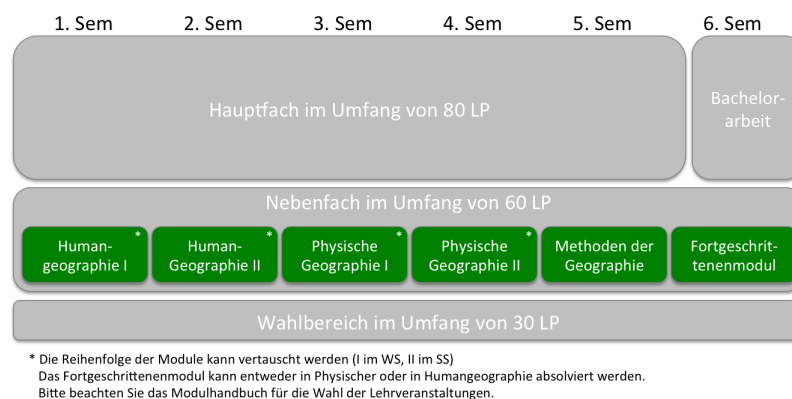 1. Sem 2. Sem 3. Sem 4. Sem 5. Sem 6. Sem
Hauptfach im Umfang von 80 LP
Bachelor-
arbeit
Nebenfach im Umfang von 60 LP
Human-
geographie I
*
Human-
Geographie II
*
Physische
Geographie I
*
Physische
Geographie II
*
Methoden der
Geographie
Fortgeschrit-
tenenmodul
Wahlbereich im Umfang von 30 LP
* Die Reihenfolge der Module kann vertauscht werden (I im WS, II im SS)
Das Fortgeschrittenenmodul kann entweder in Physischer oder in Humangeographie absolviert werden.
Bitte beachten Sie das Modulhandbuch für die Wahl der Lehrveranstaltungen.